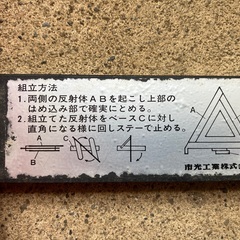 組立方法
1. 両側の反射体ABを起こし上部の
はめ込み部で確実にとめる。
2. 組立てた反射体をベースCに対し
直角になる様に回しステーで止める。
A
B
A
市光工業株式会